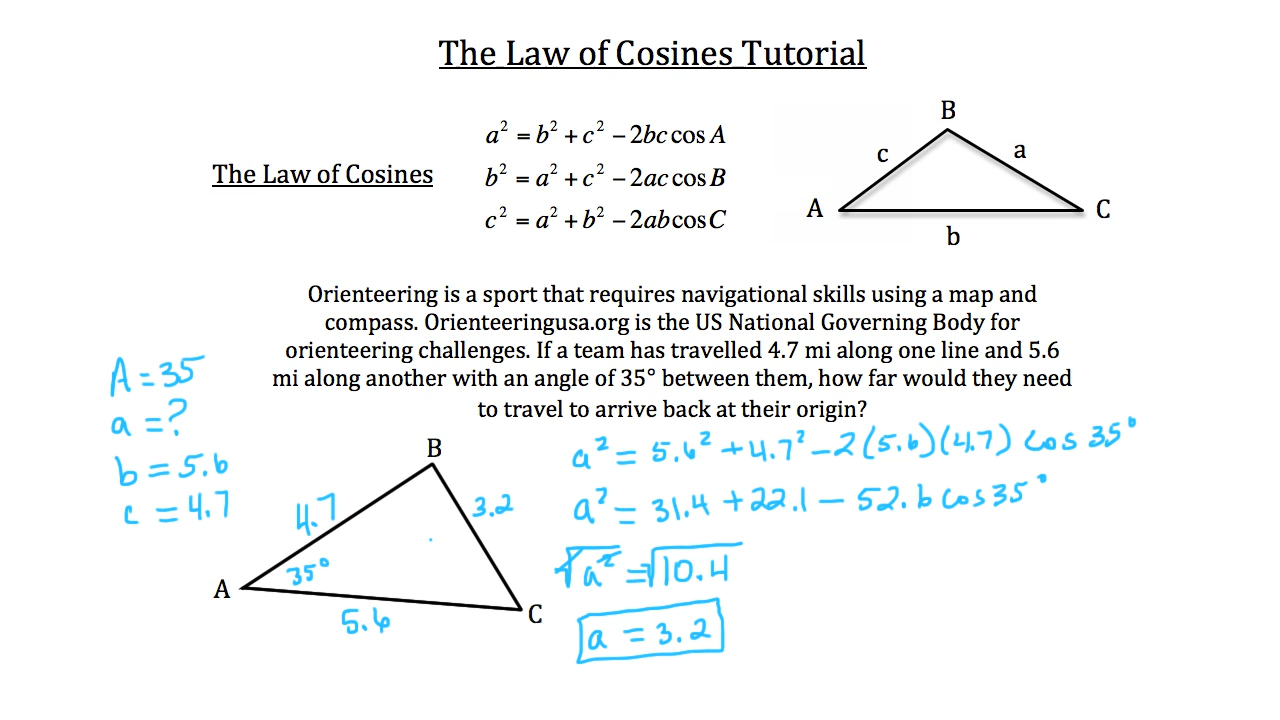 The Law of Cosines Tutorial
The Law of Cosines
a² = b² + c² − 2bc cos A
b² = a² + c² − 2ac cos B
c² = a² + b² − 2ab cos C
B
c
a
A
C
b
Orienteering is a sport that requires navigational skills using a map and
compass. Orienteeringusa.org is the US National Governing Body for
orienteering challenges. If a team has travelled 4.7 mi along one line and 5.6
mi along another with an angle of 35° between them, how far would they need
to travel to arrive back at their origin?
A = 35
a = ?
b = 5.6
c = 4.7
B
4.7
3.2
35°
A
5.6
C
a² = 5.6² + 4.7² − 2(5.6)(4.7) cos 35°
a² = 31.4 + 22.1 − 52.6 cos 35°
√a² = √10.4
a = 3.2